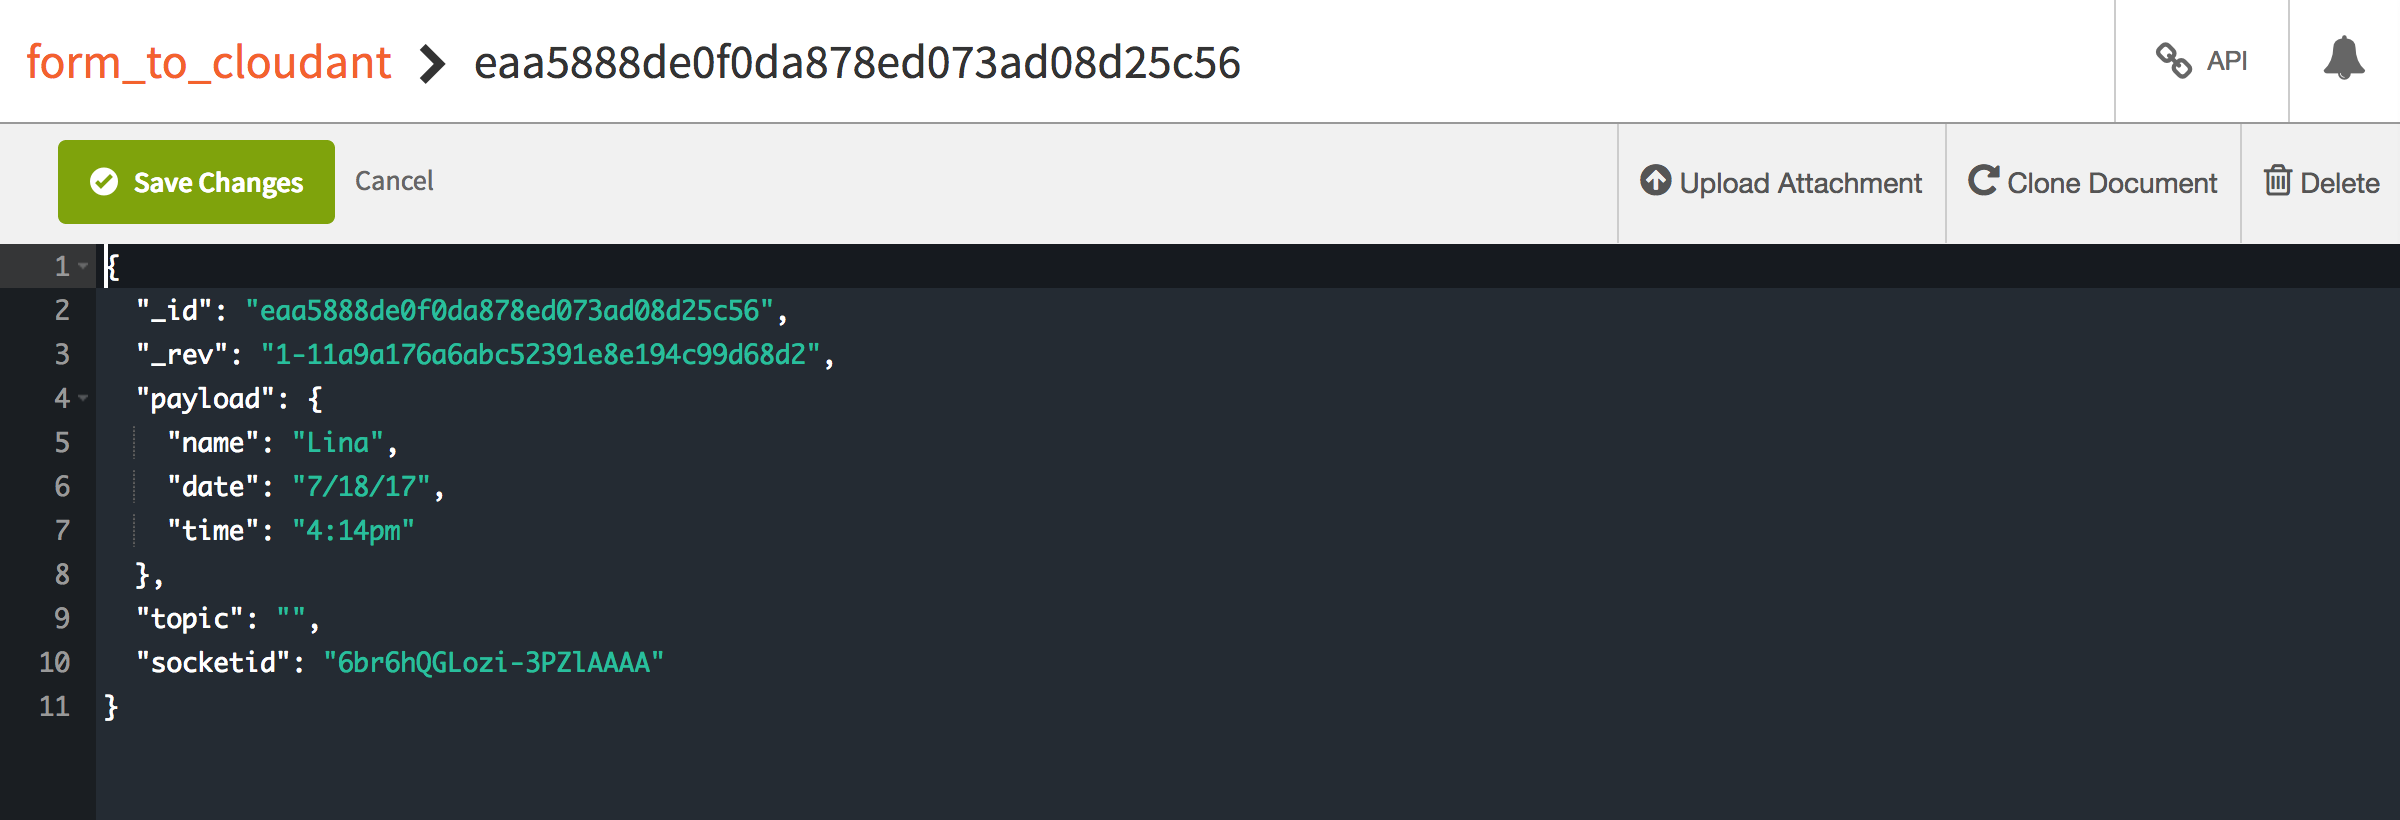 form_to_cloudant > eaa5888de0f0da878ed073ad08d25c56 API
Save Changes Cancel Upload Attachment Clone Document Delete
1 {
2 "_id": "eaa5888de0f0da878ed073ad08d25c56",
3 "_rev": "1-11a9a176a6abc52391e8e194c99d68d2",
4 "payload": {
5 "name": "Lina",
6 "date": "7/18/17",
7 "time": "4:14pm"
8 },
9 "topic": "",
10 "socketid": "6br6hQGLozi-3PZlAAAA"
11 }